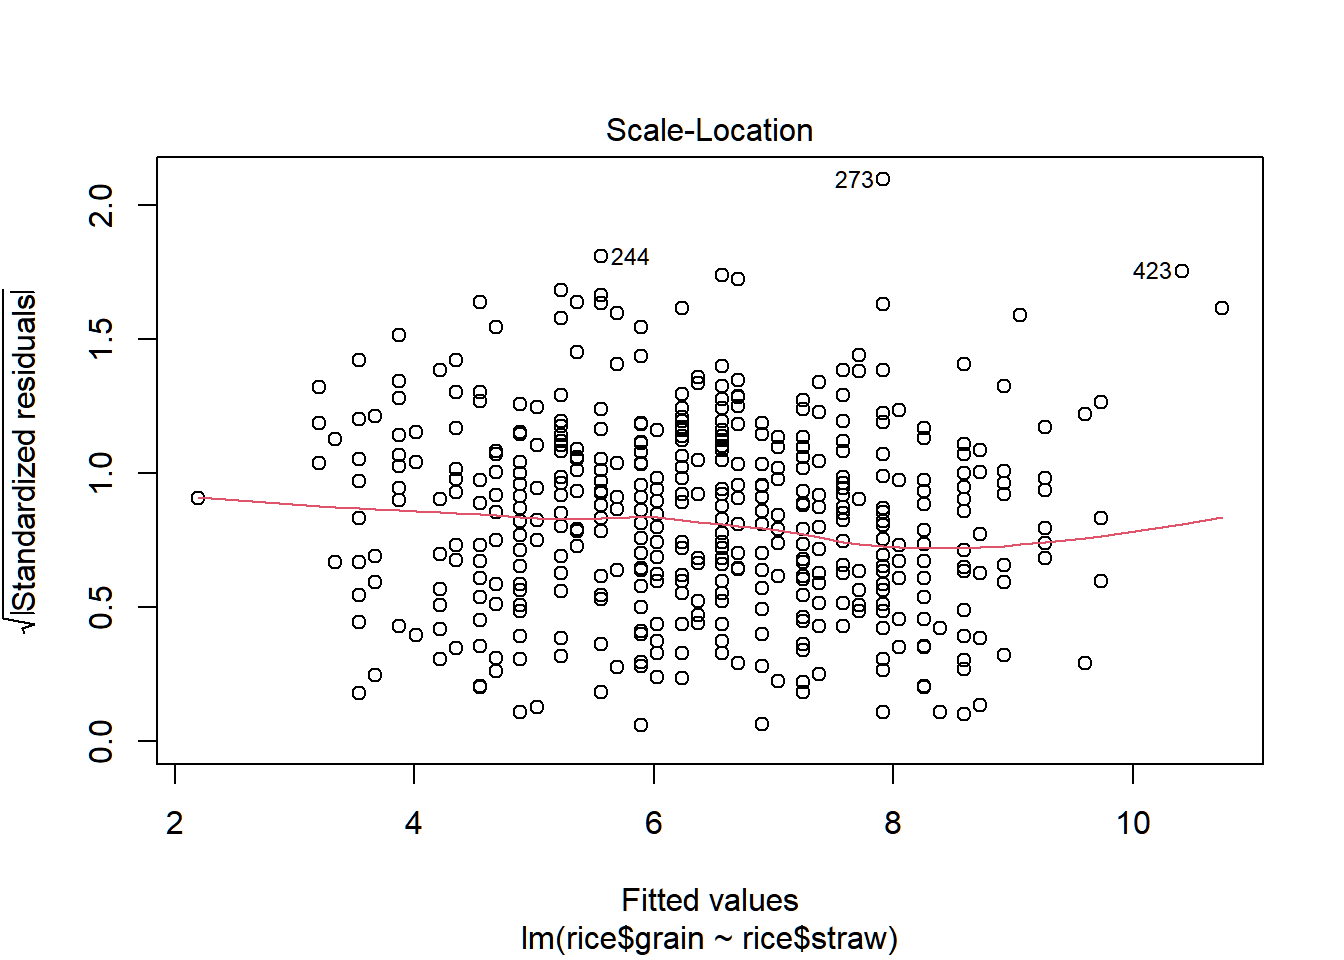 Scale-Location
√|Standardized residuals|
2.0
1.5
1.0
0.5
0.0
273
244
423
2 4 6 8 10
Fitted values
lm(rice$grain ~ rice$straw)